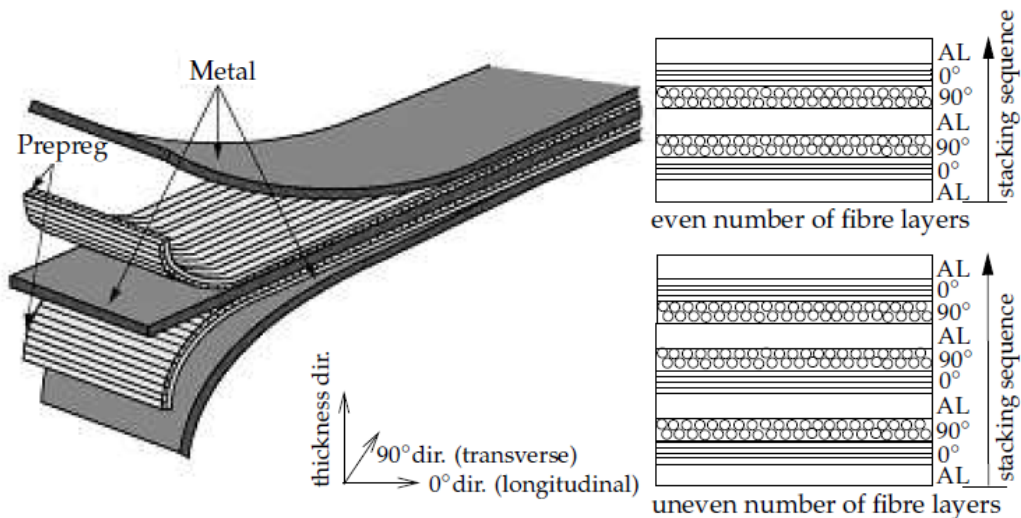 Metal
Prepreg
thickness dir.
90° dir. (transverse)
0° dir. (longitudinal)
AL
0°
90°
AL
90°
0°
AL
stacking sequence
even number of fibre layers
AL
0°
90°
AL
90°
0°
AL
90°
0°
AL
stacking sequence
uneven number of fibre layers